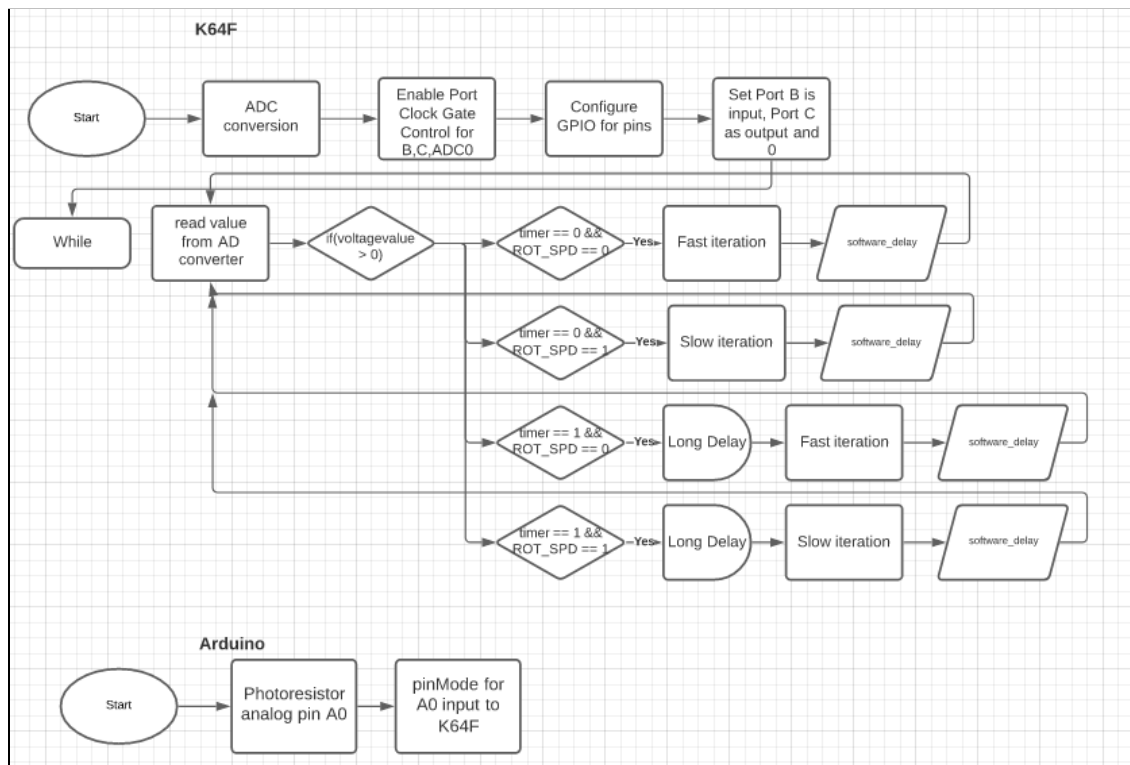 K64F
Start
ADC
conversion
Enable Port
Clock Gate
Control for
B,C,ADC0
Configure
GPIO for pins
Set Port B is
input, Port C
as output and
0
While
read value
from AD
converter
if(voltagevalue
> 0)
timer == 0 &&
ROT_SPD == 0
Yes
Fast iteration
software_delay
timer == 0 &&
ROT_SPD == 1
Yes
Slow iteration
software_delay
timer == 1 &&
ROT_SPD == 0
Yes
Long Delay
Fast iteration
software_delay
timer == 1 &&
ROT_SPD == 1
Yes
Long Delay
Slow iteration
software_delay
Arduino
Start
Photoresistor
analog pin A0
pinMode for
A0 input to
K64F